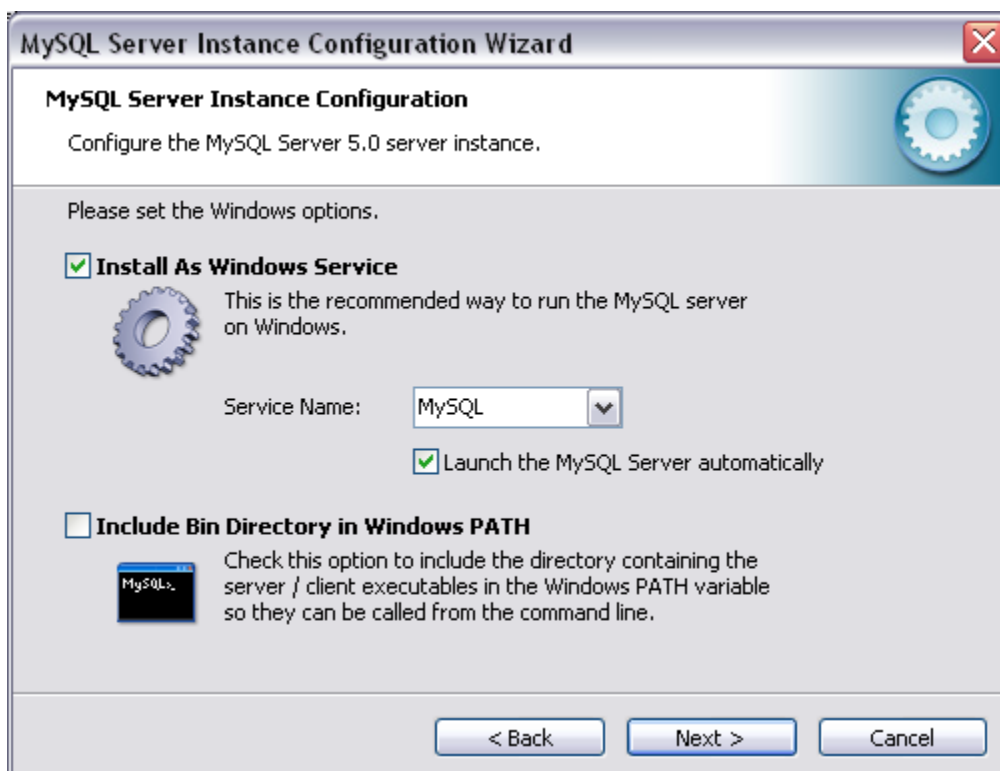 MySQL Server Instance Configuration Wizard
MySQL Server Instance Configuration
Configure the MySQL Server 5.0 server instance.
Please set the Windows options.
Install As Windows Service
This is the recommended way to run the MySQL server
on Windows.
Service Name:
MySQL
Launch the MySQL Server automatically
Include Bin Directory in Windows PATH
Check this option to include the directory containing the
server / client executables in the Windows PATH variable
so they can be called from the command line.
MySQL>_
< Back
Next >
Cancel